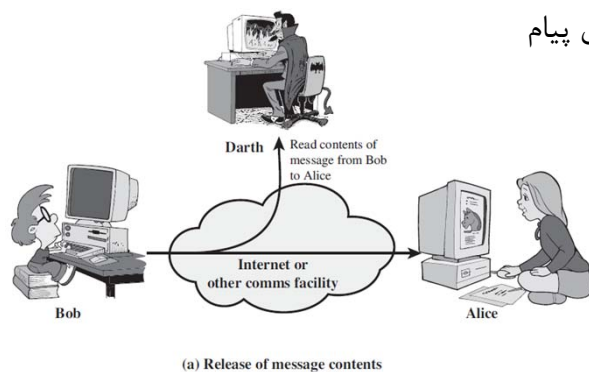 پیام
Darth
Read contents of
message from Bob
to Alice
Internet or
other comms facility
Bob
Alice
(a) Release of message contents